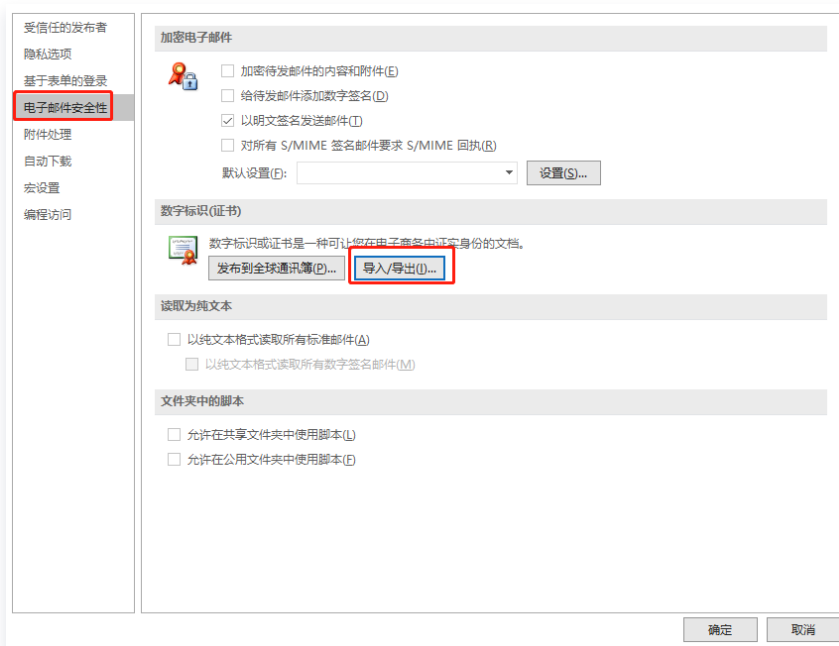 受信任的发布者
隐私选项
基于表单的登录
电子邮件安全性
附件处理
自动下载
宏设置
编程访问
加密电子邮件
加密待发邮件的内容和附件(E)
给待发邮件添加数字签名(D)
以明文签名发送邮件(T)
对所有 S/MIME 签名邮件要求 S/MIME 回执(R)
默认设置(F):
设置(S)...
数字标识(证书)
数字标识或证书是一种可让您在电子商务中证实身份的文档。
发布到全球通讯簿(P)... 导入/导出(I)...
读取为纯文本
以纯文本格式读取所有标准邮件(A)
以纯文本格式读取所有数字签名邮件(M)
文件夹中的脚本
允许在共享文件夹中使用脚本(L)
允许在公用文件夹中使用脚本(F)
确定 取消